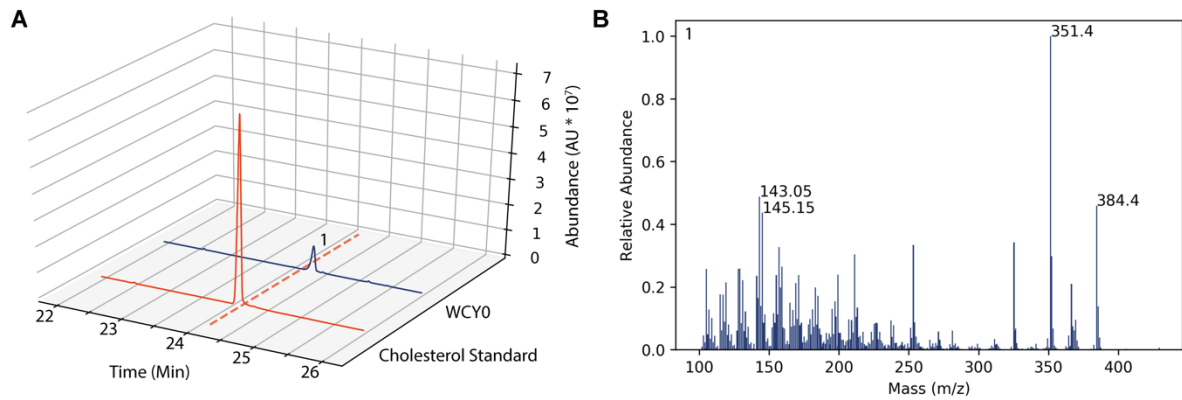 A
7
6
5
4
3
2
1
0
Abundance (AU * 10⁷)
1
22
23
24
25
26
Time (Min)
WCY0
Cholesterol Standard
B
1
351.4
143.05
145.15
384.4
1.0
0.8
0.6
0.4
0.2
0.0
Relative Abundance
100 150 200 250 300 350 400
Mass (m/z)